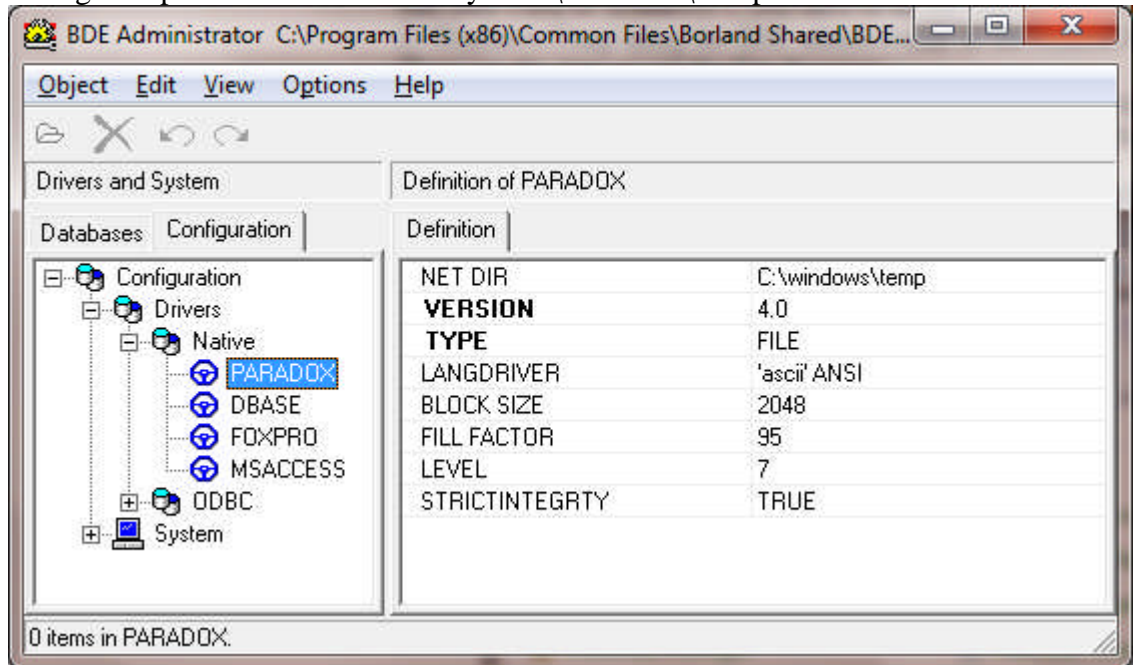 BDE Administrator C:\Program Files (x86)\Common Files\Borland Shared\BDE...
Object Edit View Options Help
Drivers and System
Definition of PARADOX
Databases Configuration
Definition
Configuration
Drivers
Native
PARADOX
DBASE
FOXPRO
MSACCESS
ODBC
System
NET DIR C:\windows\temp
VERSION 4.0
TYPE FILE
LANGDRIVER 'ascii' ANSI
BLOCK SIZE 2048
FILL FACTOR 95
LEVEL 7
STRICTINTEGRTY TRUE
0 items in PARADOX.